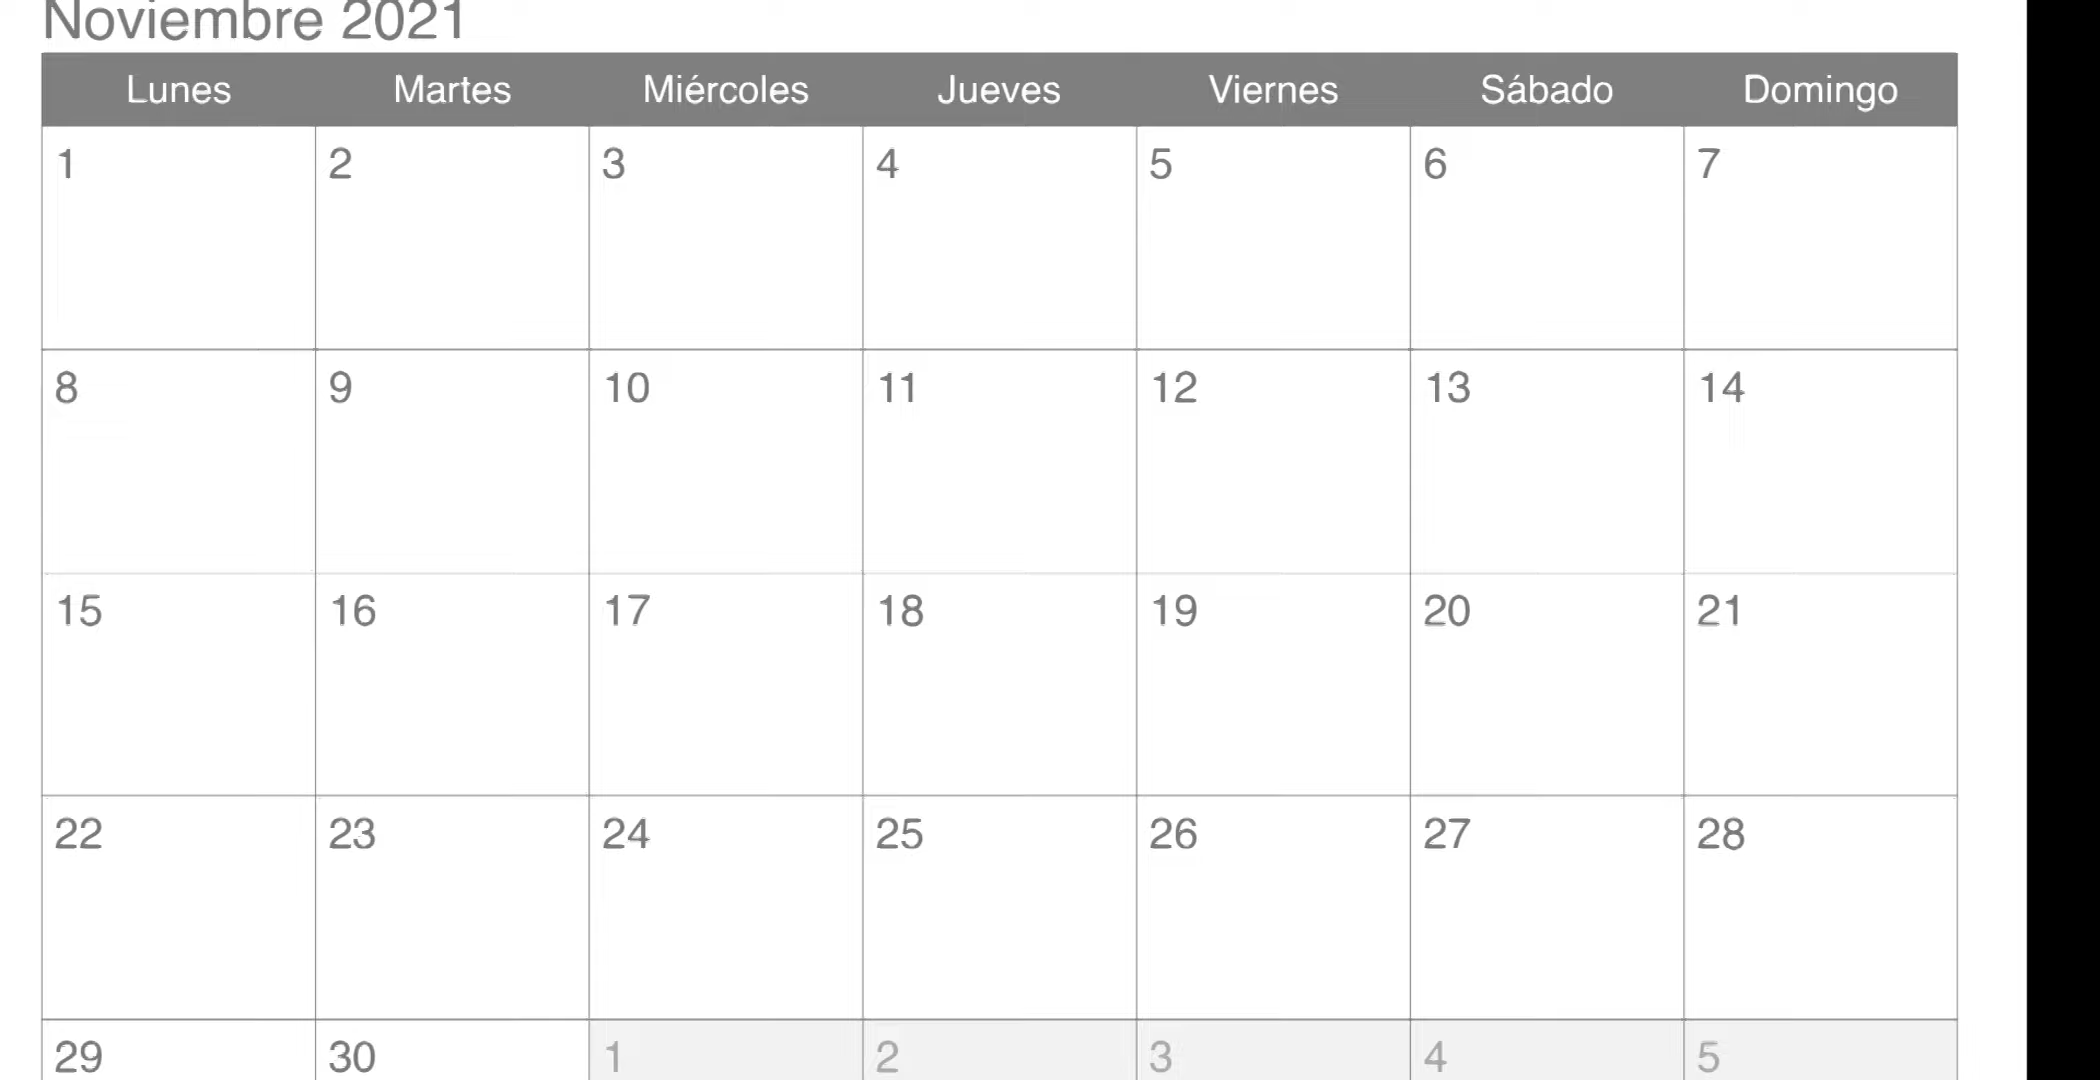 Noviembre 2021
Lunes Martes Miércoles Jueves Viernes Sábado Domingo
1 2 3 4 5 6 7
8 9 10 11 12 13 14
15 16 17 18 19 20 21
22 23 24 25 26 27 28
29 30 1 2 3 4 5